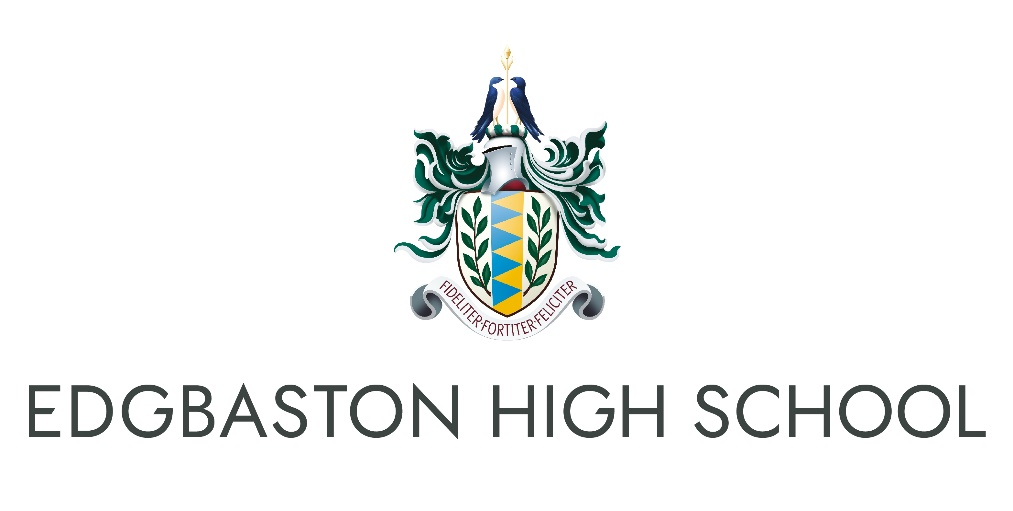 FIDELITER·FORTITER·FELICITER
EDGBASTON HIGH SCHOOL